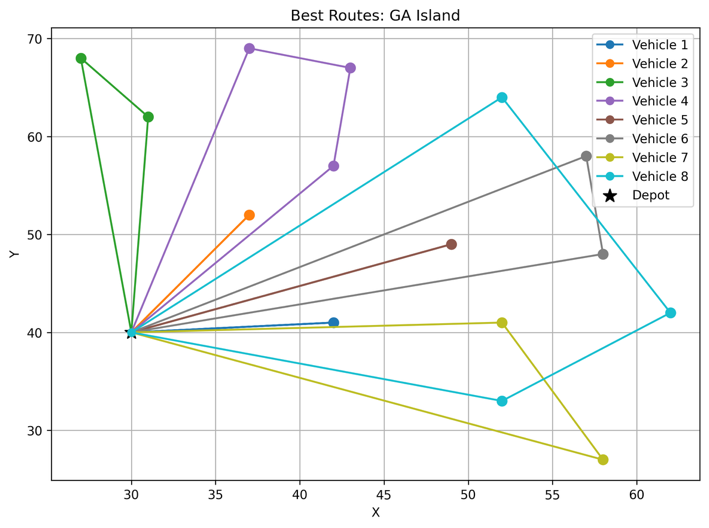 Best Routes: GA Island
70
60
50
40
30
Y
30
35
40
45
50
55
60
X
Vehicle 1
Vehicle 2
Vehicle 3
Vehicle 4
Vehicle 5
Vehicle 6
Vehicle 7
Vehicle 8
Depot